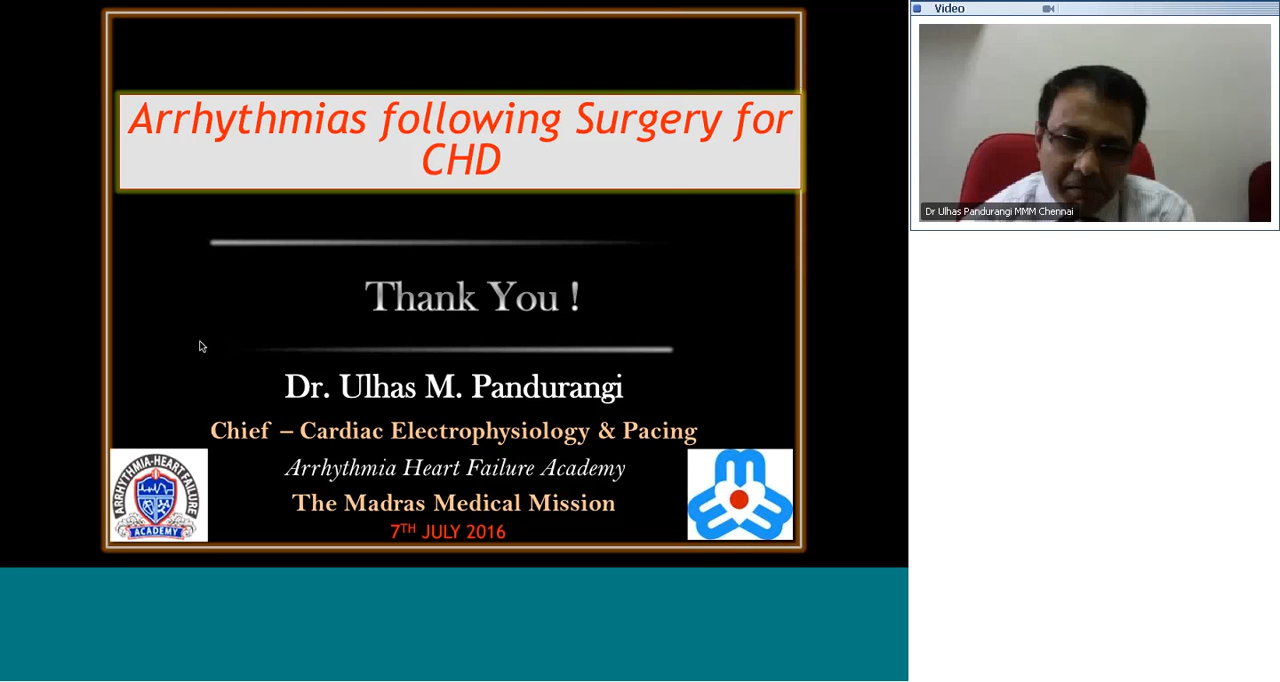 Arrhythmias following Surgery for
CHD
Thank You !
Dr. Ulhas M. Pandurangi
Chief – Cardiac Electrophysiology & Pacing
Arrhythmia Heart Failure Academy
The Madras Medical Mission
7TH JULY 2016
ARRHYTHMIA-HEART FAILURE
ACADEMY
Video
Dr Ulhas Pandurangi MMM Chennai